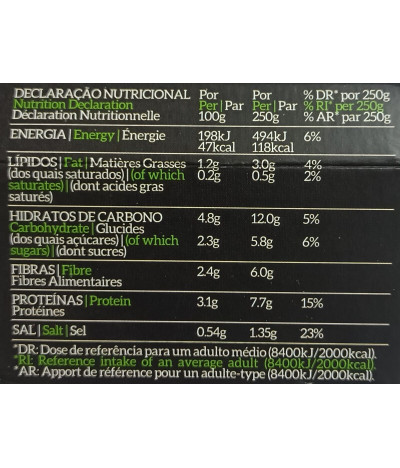 DECLARAÇÃO NUTRICIONAL Por Por % DR* por 250g
Nutrition Declaration Per | Par Per | Par % RI* per 250g
Déclaration Nutritionnelle 100g 250g % AR* par 250g
ENERGIA | Energy | Énergie 198kJ 494kJ 6%
47kcal 118kcal
LÍPIDOS | Fat | Matières Grasses 1.2g 3.0g 4%
(dos quais saturados) | (of which 0.2g 0.5g 2%
saturates) | (dont acides gras
saturés)
HIDRATOS DE CARBONO 4.8g 12.0g 5%
Carbohydrate | Glucides
(dos quais açúcares) | (of which 2.3g 5.8g 6%
sugars) | (dont sucres)
FIBRAS | Fibre 2.4g 6.0g
Fibres Alimentaires
PROTEÍNAS | Protein 3.1g 7.7g 15%
Protéines
SAL | Salt | Sel 0.54g 1.35g 23%
*DR: Dose de referência para um adulto médio (8400kJ/2000kcal).
*RI: Reference intake of an average adult (8400kJ/2000kcal).
*AR: Apport de référence pour un adulte-type (8400kJ/2000kcal).